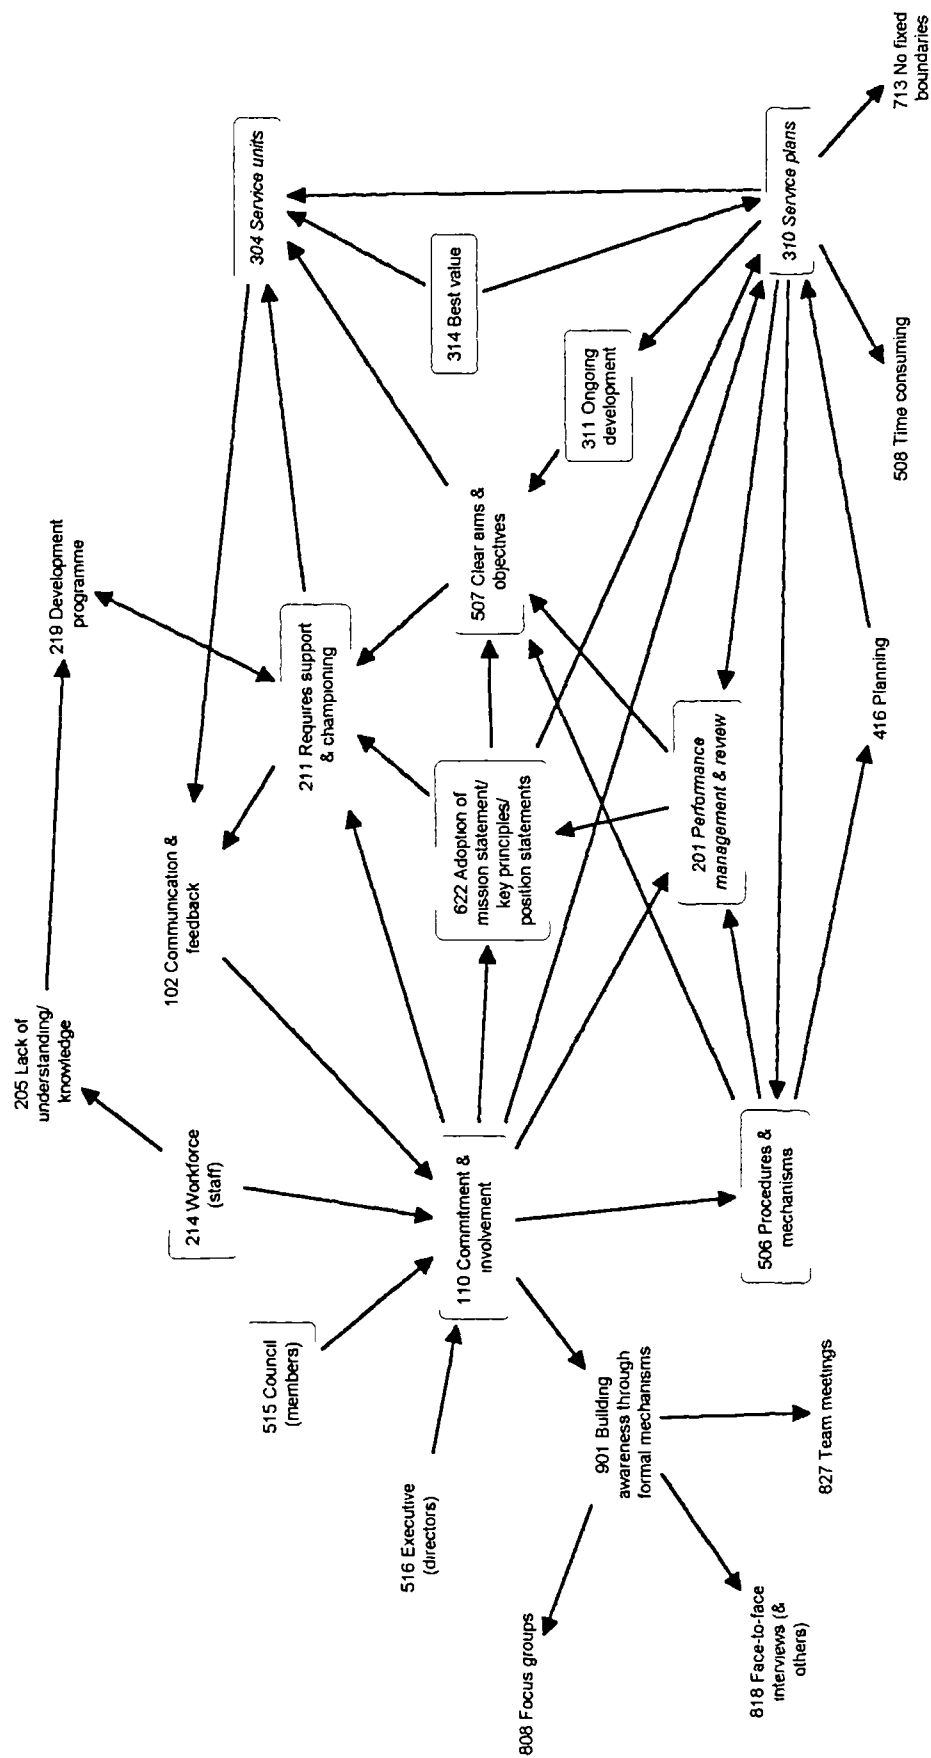 205 Lack of
understanding/
knowledge
219 Development
programme
214 Workforce
(staff)
102 Communication &
feedback
211 Requires support
& championing
304 Service units
515 Council
(members)
516 Executive
(directors)
110 Commitment &
involvement
622 Adoption of
mission statement/
key principles/
position statements
507 Clear aims &
objectives
314 Best value
311 Ongoing
development
808 Focus groups
901 Building
awareness through
formal mechanisms
818 Face-to-face
interviews (&
others)
827 Team meetings
506 Procedures &
mechanisms
201 Performance
management & review
416 Planning
310 Service plans
508 Time consuming
713 No fixed
boundaries